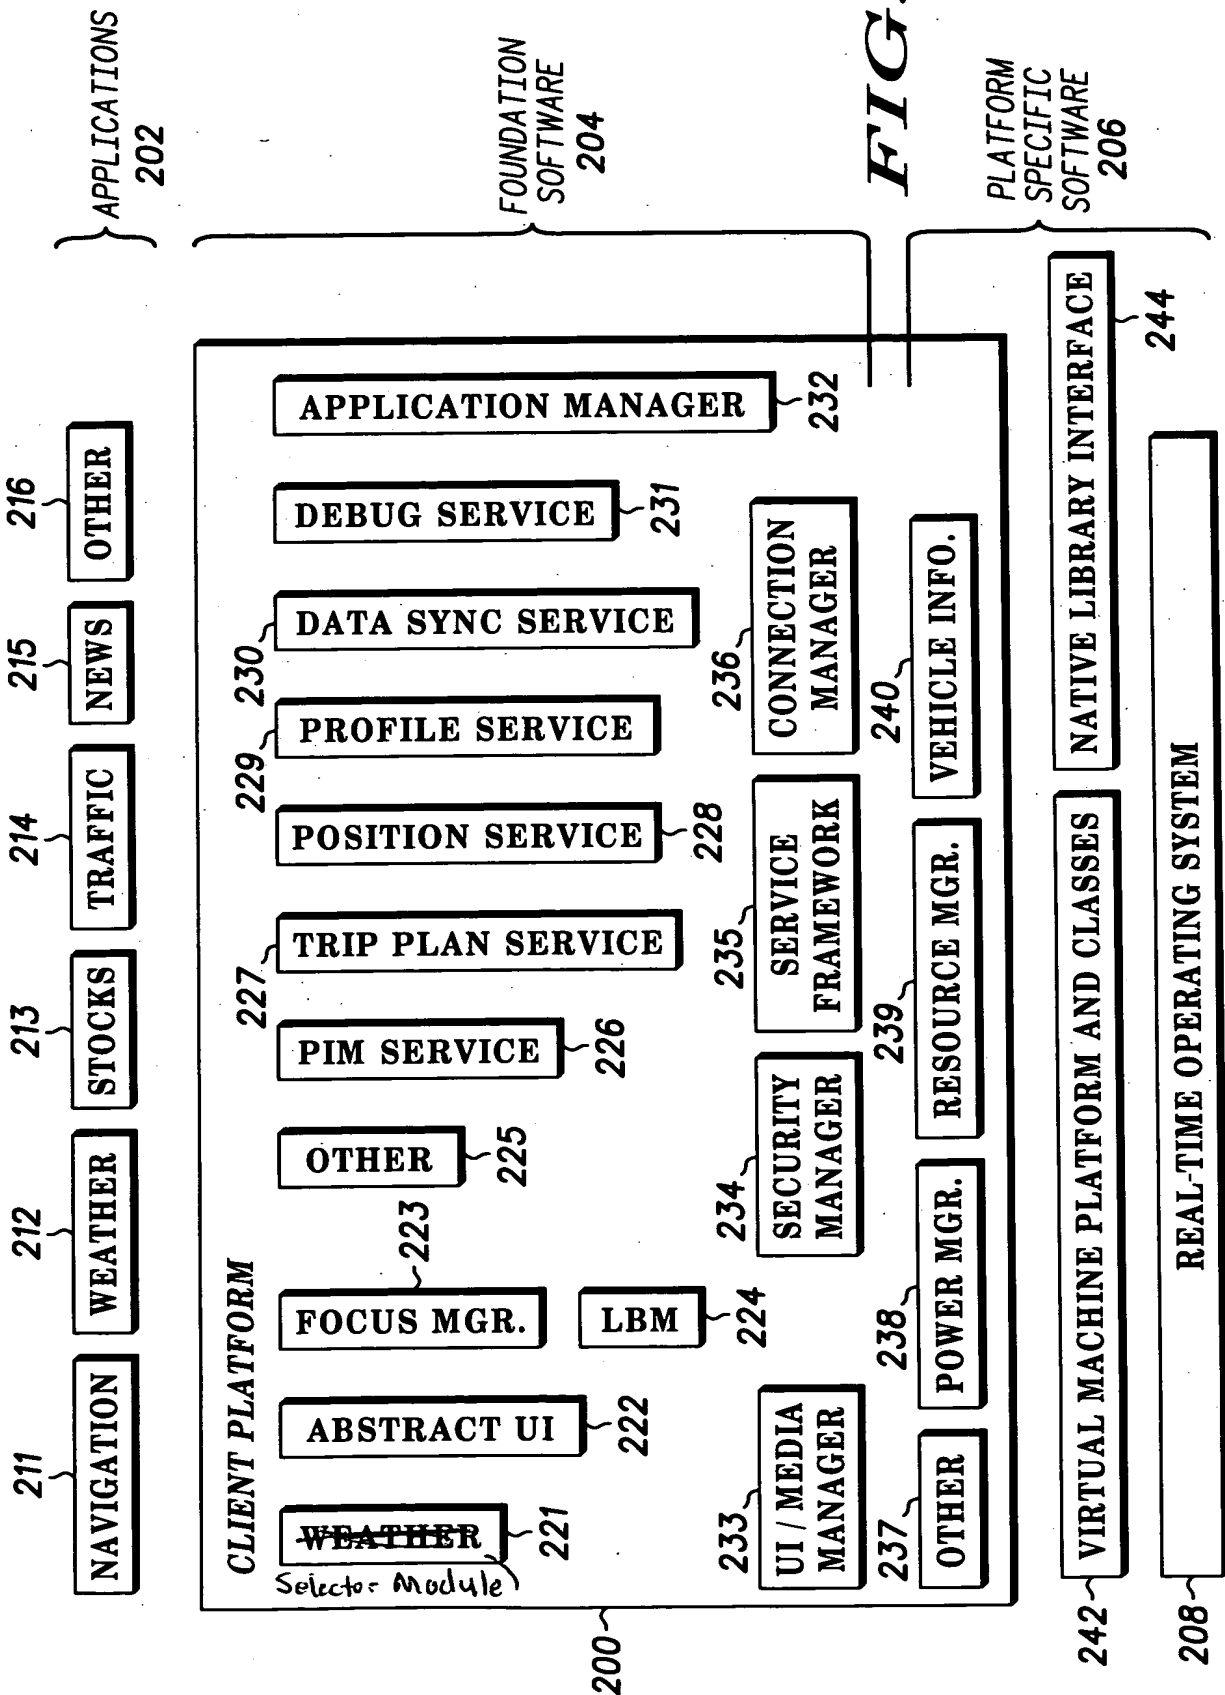 211
NAVIGATION
212
WEATHER
213
STOCKS
214
TRAFFIC
215
NEWS
216
OTHER
APPLICATIONS
202
CLIENT PLATFORM
WEATHER
Selector Module
221
ABSTRACT UI
222
FOCUS MGR.
223
LBM
224
OTHER
225
PIM SERVICE
226
227
TRIP PLAN SERVICE
POSITION SERVICE
228
229
PROFILE SERVICE
230
DATA SYNC SERVICE
DEBUG SERVICE
231
APPLICATION MANAGER
232
FOUNDATION
SOFTWARE
204
233
UI / MEDIA
MANAGER
234
SECURITY
MANAGER
235
SERVICE
FRAMEWORK
236
CONNECTION
MANAGER
237
OTHER
238
POWER MGR.
239
RESOURCE MGR.
240
VEHICLE INFO.
200
FIG.
PLATFORM
SPECIFIC
SOFTWARE
206
242
VIRTUAL MACHINE PLATFORM AND CLASSES
NATIVE LIBRARY INTERFACE
244
208
REAL-TIME OPERATING SYSTEM